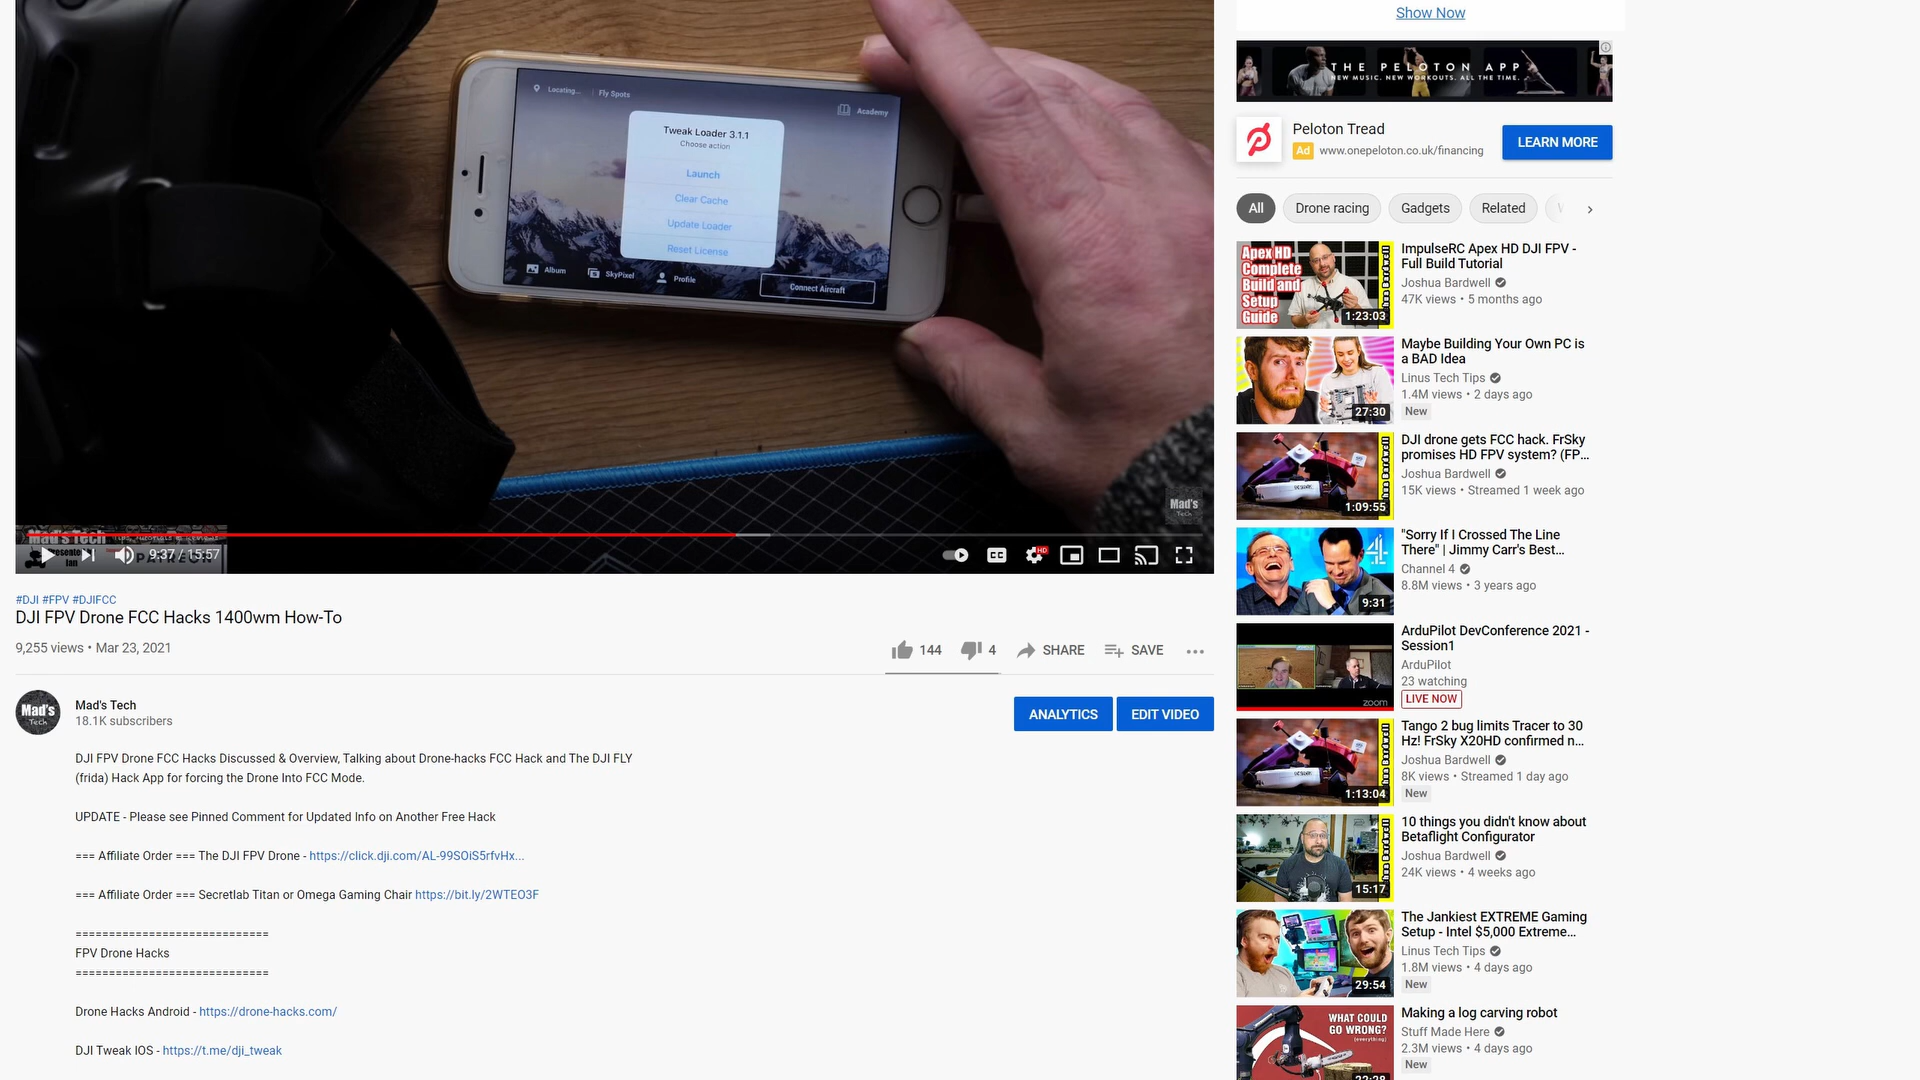 Locating...
Fly Spots
Academy
Tweak Loader 3.1.1
Choose action
Launch
Clear Cache
Update Loader
Reset License
Album
SkyPixel
Profile
Connect Aircraft
Mad's
Tech
Mad's Tech
PATREON
9:37 / 15:57
CC
HD
#DJI #FPV #DJIFCC
DJI FPV Drone FCC Hacks 1400wm How-To
9,255 views • Mar 23, 2021
144
4
SHARE
SAVE
Mad's
Tech
Mad's Tech
18.1K subscribers
ANALYTICS
EDIT VIDEO
DJI FPV Drone FCC Hacks Discussed & Overview, Talking about Drone-hacks FCC Hack and The DJI FLY
(frida) Hack App for forcing the Drone Into FCC Mode.
UPDATE - Please see Pinned Comment for Updated Info on Another Free Hack
=== Affiliate Order === The DJI FPV Drone - https://click.dji.com/AL-99SOiS5rfvHx...
=== Affiliate Order === Secretlab Titan or Omega Gaming Chair https://bit.ly/2WTEO3F
=============================
FPV Drone Hacks
=============================
Drone Hacks Android - https://drone-hacks.com/
DJI Tweak IOS - https://t.me/dji_tweak
Show Now
THE PELOTON APP
NEW MUSIC. NEW WORKOUTS. ALL THE TIME.
Peloton Tread
Ad www.onepeloton.co.uk/financing
LEARN MORE
All
Drone racing
Gadgets
Related
Apex HD
Complete
Build and
Setup
Guide
1:23:03
ImpulseRC Apex HD DJI FPV -
Full Build Tutorial
Joshua Bardwell
47K views • 5 months ago
27:30
Maybe Building Your Own PC is
a BAD Idea
Linus Tech Tips
1.4M views • 2 days ago
New
1:09:55
DJI drone gets FCC hack. FrSky
promises HD FPV system? (FP...
Joshua Bardwell
15K views • Streamed 1 week ago
4
9:31
"Sorry If I Crossed The Line
There" | Jimmy Carr's Best...
Channel 4
8.8M views • 3 years ago
zoom
ArduPilot DevConference 2021 -
Session1
ArduPilot
23 watching
LIVE NOW
1:13:04
Tango 2 bug limits Tracer to 30
Hz! FrSky X20HD confirmed n...
Joshua Bardwell
8K views • Streamed 1 day ago
New
15:17
10 things you didn't know about
Betaflight Configurator
Joshua Bardwell
24K views • 4 weeks ago
29:54
The Jankiest EXTREME Gaming
Setup - Intel $5,000 Extreme...
Linus Tech Tips
1.8M views • 4 days ago
New
WHAT COULD
GO WRONG?
(everything)
Making a log carving robot
Stuff Made Here
2.3M views • 4 days ago
New